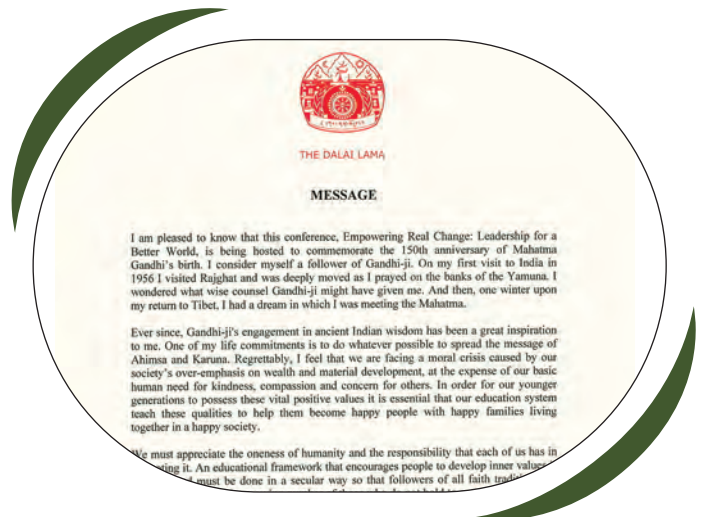 THE DALAI LAMA
MESSAGE
I am pleased to know that this conference, Empowering Real Change: Leadership for a
Better World, is being hosted to commemorate the 150th anniversary of Mahatma
Gandhi's birth. I consider myself a follower of Gandhi-ji. On my first visit to India in
1956 I visited Rajghat and was deeply moved as I prayed on the banks of the Yamuna. I
wondered what wise counsel Gandhi-ji might have given me. And then, one winter upon
my return to Tibet, I had a dream in which I was meeting the Mahatma.
Ever since, Gandhi-ji's engagement in ancient Indian wisdom has been a great inspiration
to me. One of my life commitments is to do whatever possible to spread the message of
Ahimsa and Karuna. Regrettably, I feel that we are facing a moral crisis caused by our
society's over-emphasis on wealth and material development, at the expense of our basic
human need for kindness, compassion and concern for others. In order for our younger
generations to possess these vital positive values it is essential that our education system
teach these qualities to help them become happy people with happy families living
together in a happy society.
We must appreciate the oneness of humanity and the responsibility that each of us has in
it. An educational framework that encourages people to develop inner values
must be done in a secular way so that followers of all faith